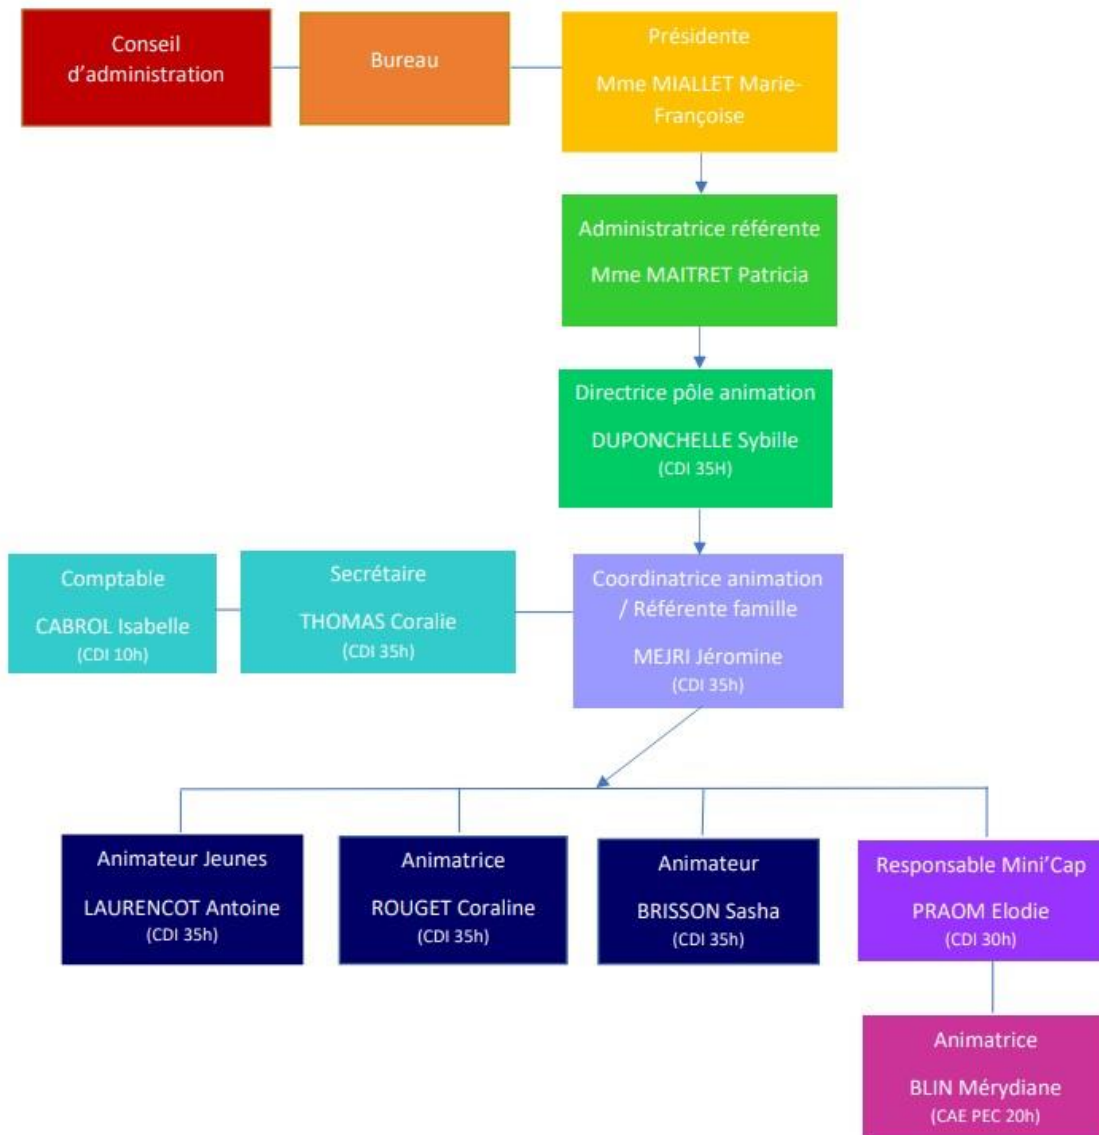 Conseil
d’administration
Bureau
Présidente
Mme MIALLET Marie-
Françoise
Administratrice référente
Mme MAITRET Patricia
Directrice pôle animation
DUPONCHELLE Sybille
(CDI 35H)
Comptable
CABROL Isabelle
(CDI 10h)
Secrétaire
THOMAS Coralie
(CDI 35h)
Coordinatrice animation
/ Référente famille
MEJRI Jéromine
(CDI 35h)
Animateur Jeunes
LAURENCOT Antoine
(CDI 35h)
Animatrice
ROUGET Coraline
(CDI 35h)
Animateur
BRISSON Sasha
(CDI 35h)
Responsable Mini’Cap
PRAOM Elodie
(CDI 30h)
Animatrice
BLIN Mérydiane
(CAE PEC 20h)